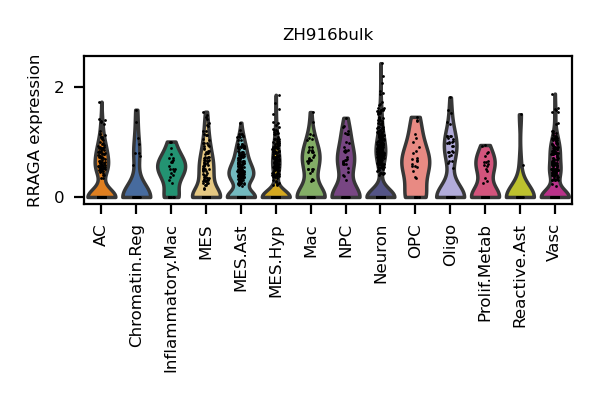 ZH916bulk
RRAGA expression
2
0
AC
Chromatin.Reg
Inflammatory.Mac
MES
MES.Ast
MES.Hyp
Mac
NPC
Neuron
OPC
Oligo
Prolif.Metab
Reactive.Ast
Vasc